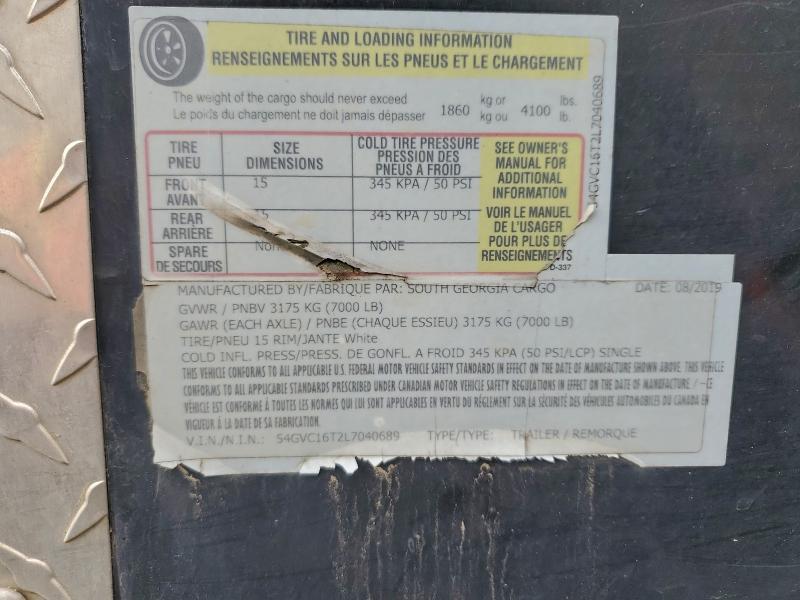 TIRE AND LOADING INFORMATION
RENSEIGNEMENTS SUR LES PNEUS ET LE CHARGEMENT
The weight of the cargo should never exceed 1860 kg or 4100 lbs.
Le poids du chargement ne doit jamais dépasser kg ou lb.
TIRE PNEU SIZE DIMENSIONS COLD TIRE PRESSURE PRESSION DES PNEUS A FROID
FRONT AVANT 15 345 KPA / 50 PSI
REAR ARRIÈRE 15 345 KPA / 50 PSI
SPARE DE SECOURS NONE
SEE OWNER'S
MANUAL FOR
ADDITIONAL
INFORMATION
VOIR LE MANUEL
DE L'USAGER
POUR PLUS DE
RENSEIGNEMENTS
54GVC16T2L7040689
MANUFACTURED BY/FABRIQUE PAR: SOUTH GEORGIA CARGO DATE: 08/2019
GVWR / PNBV 3175 KG (7000 LB)
GAWR (EACH AXLE) / PNBE (CHAQUE ESSIEU) 3175 KG (7000 LB)
TIRE/PNEU 15 RIM/JANTE White
COLD INFL. PRESS/PRESS. DE GONFL. A FROID 345 KPA (50 PSI/LCP) SINGLE
THIS VEHICLE CONFORMS TO ALL APPLICABLE U.S. FEDERAL MOTOR VEHICLE SAFETY STANDARDS IN EFFECT ON THE DATE OF MANUFACTURE SHOWN ABOVE. THIS VEHICLE
CONFORMS TO ALL APPLICABLE STANDARDS PRESCRIBED UNDER CANADIAN MOTOR VEHICLE SAFETY REGULATIONS IN EFFECT ON THE DATE OF MANUFACTURE. / –CE
VÉHICLE EST CONFORME À TOUTES LES NORMES QUI LUI SONT APPLICABLES EN VERTU DU RÉGLEMENT SUR LA SÉCURITÉ DES VÉHICULES AUTOMOBILES DU CANADA EN
VIGUEUR À LA DATE DE SA FABRICATION.
V.I.N./N.I.N.: 54GVC16T2L7040689 TYPE/TYPE: TRAILER / REMORQUE